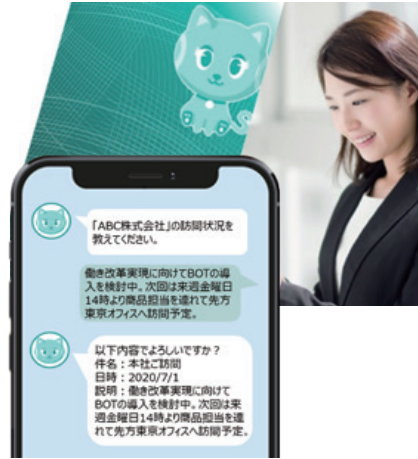 「ABC株式会社」の訪問状況を
教えてください。
働き改革実現に向けてBOTの導
入を検討中。次回は来週金曜日
14時より商品担当を連れて先方
東京オフィスへ訪問予定。
以下内容でよろしいですか？
件名：本社ご訪問
日時：2020/7/1
説明：働き改革実現に向けて
BOTの導入を検討中。次回は来
週金曜日14時より商品担当を連
れて先方東京オフィスへ訪問予定。